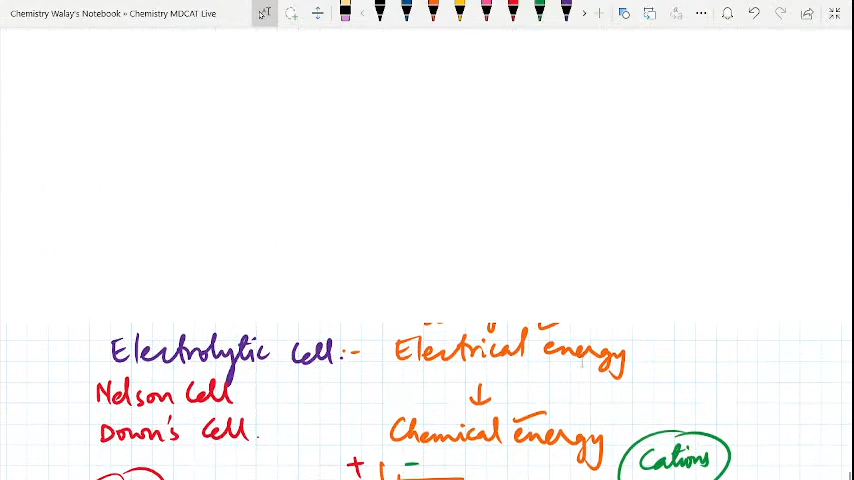 Chemistry Walay's Notebook » Chemistry MDCAT Live
Electrolytic Cell :- Electrical energy
Nelson Cell ↓
Down's Cell. Chemical energy
+ - Cations